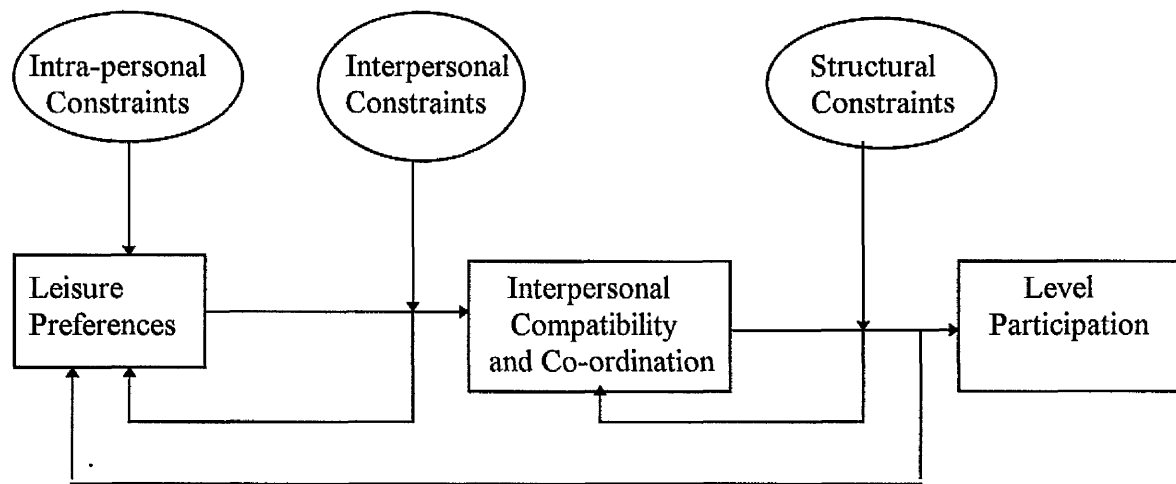 Intra-personal
Constraints
Interpersonal
Constraints
Structural
Constraints
Leisure
Preferences
Interpersonal
Compatibility
and Co-ordination
Level
Participation